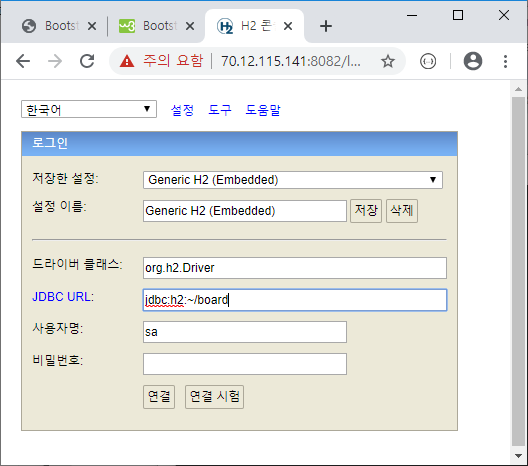 Bootst
Bootst
H2 콘
주의 요함
70.12.115.141:8082/l...
한국어
설정 도구 도움말
로그인
저장한 설정:
Generic H2 (Embedded)
설정 이름:
Generic H2 (Embedded)
저장 삭제
드라이버 클래스:
org.h2.Driver
JDBC URL:
jdbc:h2:~/board
사용자명:
sa
비밀번호:
연결 연결 시험